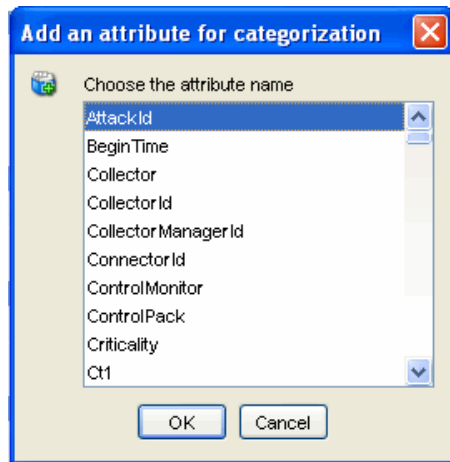 Add an attribute for categorization
Choose the attribute name
AttackId
BeginTime
Collector
CollectorId
CollectorManagerId
ConnectorId
ControlMonitor
ControlPack
Criticality
Ct1
OK Cancel